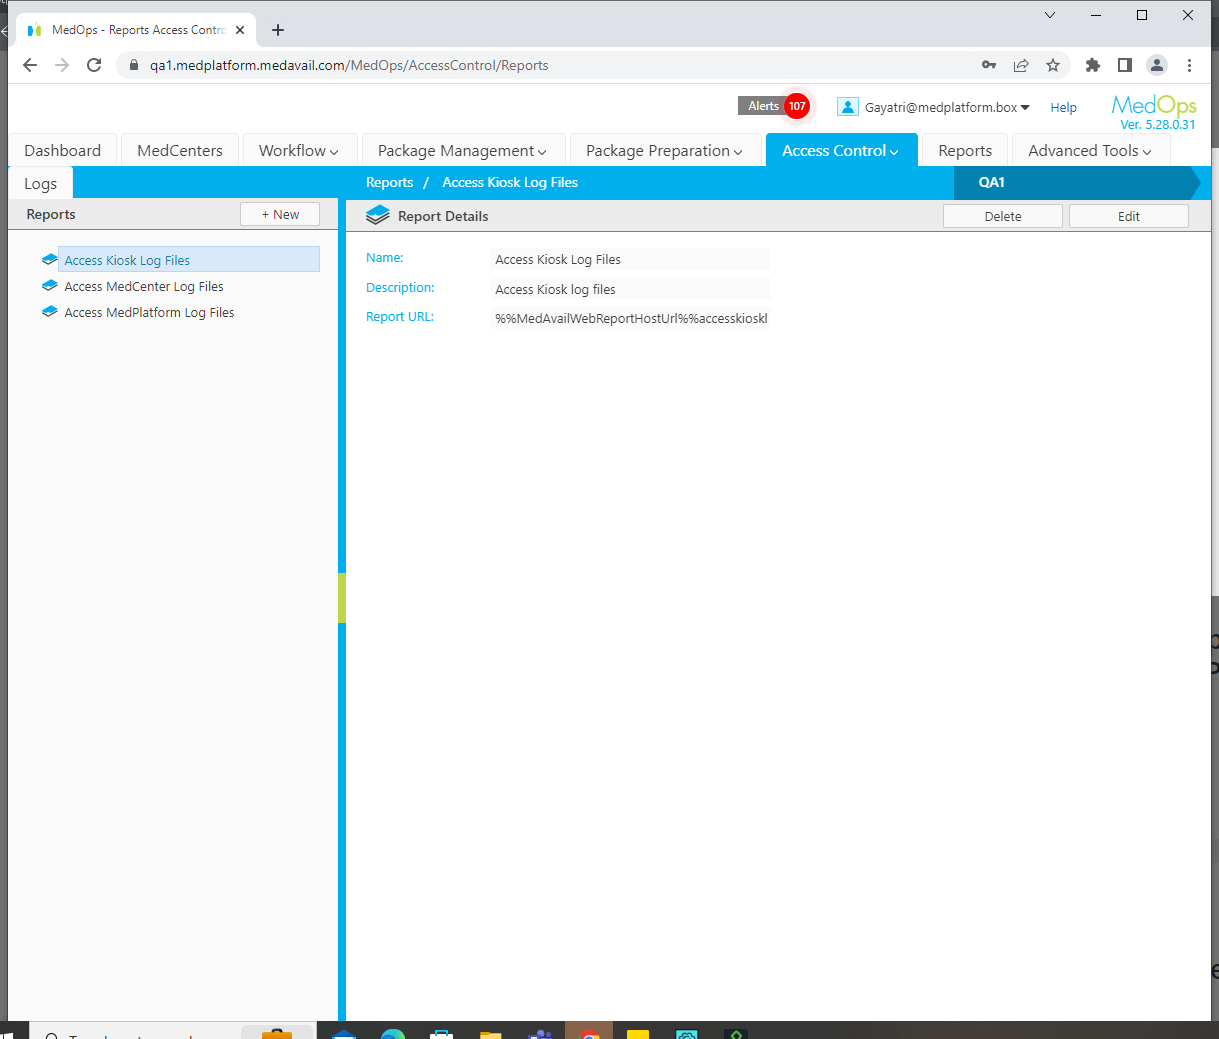 MedOps - Reports Access Contro
qa1.medplatform.medavail.com/MedOps/AccessControl/Reports
Alerts 107 Gayatri@medplatform.box Help MedOps
Ver. 5.28.0.31
Dashboard MedCenters Workflow Package Management Package Preparation Access Control Reports Advanced Tools
Logs Reports / Access Kiosk Log Files QA1
Reports + New Report Details Delete Edit
Access Kiosk Log Files
Access MedCenter Log Files
Access MedPlatform Log Files
Name: Access Kiosk Log Files
Description: Access Kiosk log files
Report URL: %%MedAvailWebReportHostUrl%%accesskioskl